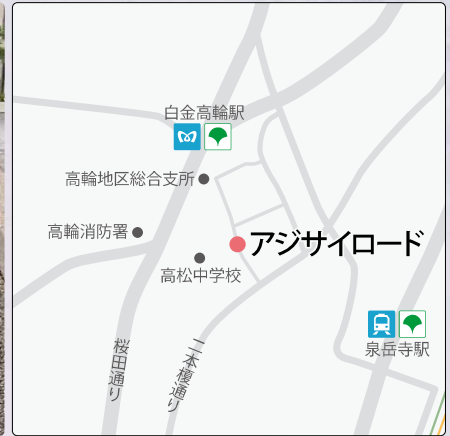 白金高輪駅
高輪地区総合支所
高輪消防署
アジサイロード
高松中学校
泉岳寺駅
桜田通り
二本榎通り